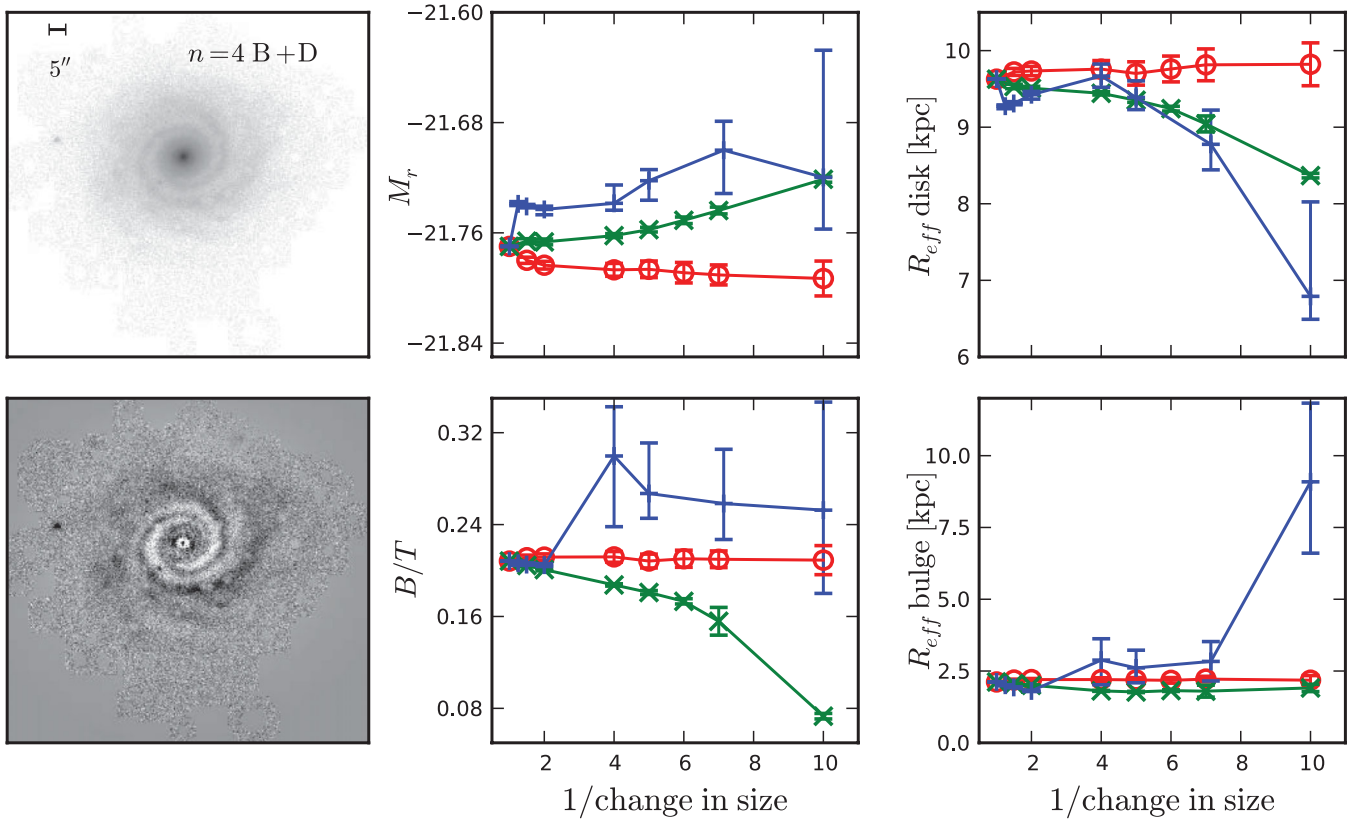 5″
n=4 B+D
−21.60
−21.68
−21.76
−21.84
M_r
10
9
8
7
6
R_eff disk [kpc]
0.32
0.24
0.16
0.08
B/T
2 4 6 8 10
1/change in size
10.0
7.5
5.0
2.5
0.0
R_eff bulge [kpc]
2 4 6 8 10
1/change in size